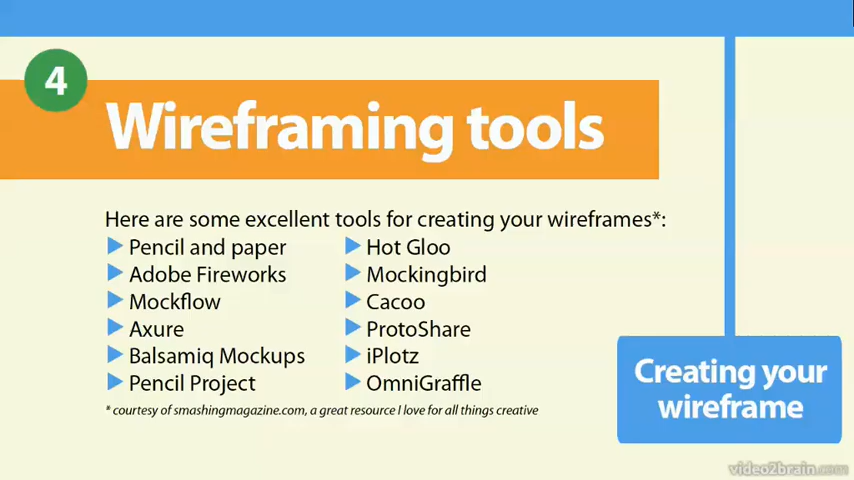 4
Wireframing tools
Here are some excellent tools for creating your wireframes*:
Pencil and paper
Adobe Fireworks
Mockflow
Axure
Balsamiq Mockups
Pencil Project
Hot Gloo
Mockingbird
Cacoo
ProtoShare
iPlotz
OmniGraffle
* courtesy of smashingmagazine.com, a great resource I love for all things creative
Creating your
wireframe
video2brain.com